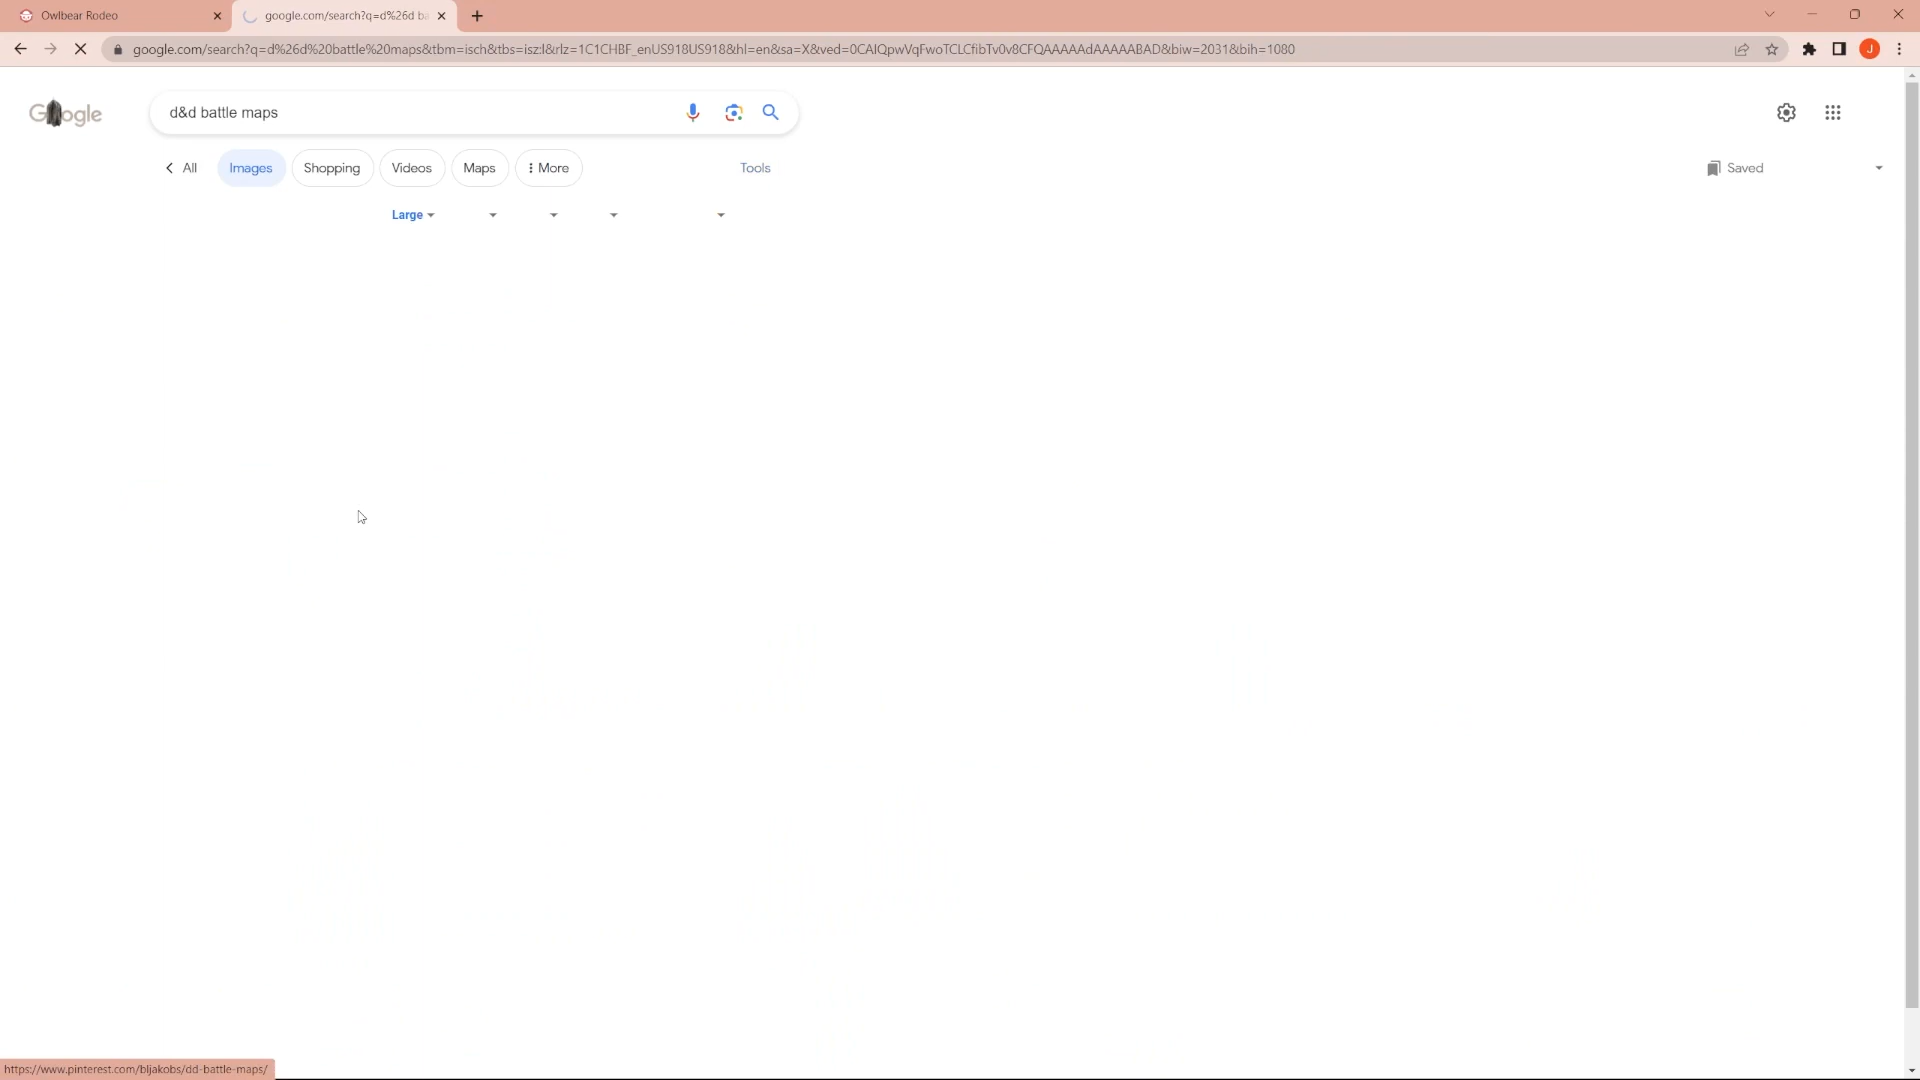 Owlbear Rodeo
google.com/search?q=d%26d ba
google.com/search?q=d%26d%20battle%20maps&tbm=isch&tbs=isz:l&rlz=1C1CHBF_enUS918US918&hl=en&sa=X&ved=0CAIQpwVqFwoTCLCfibTv0v8CFQAAAAAdAAAAABAD&biw=2031&bih=1080
J
Google
d&d battle maps
All
Images
Shopping
Videos
Maps
More
Tools
Saved
Large
https://www.pinterest.com/bljakobs/dd-battle-maps/